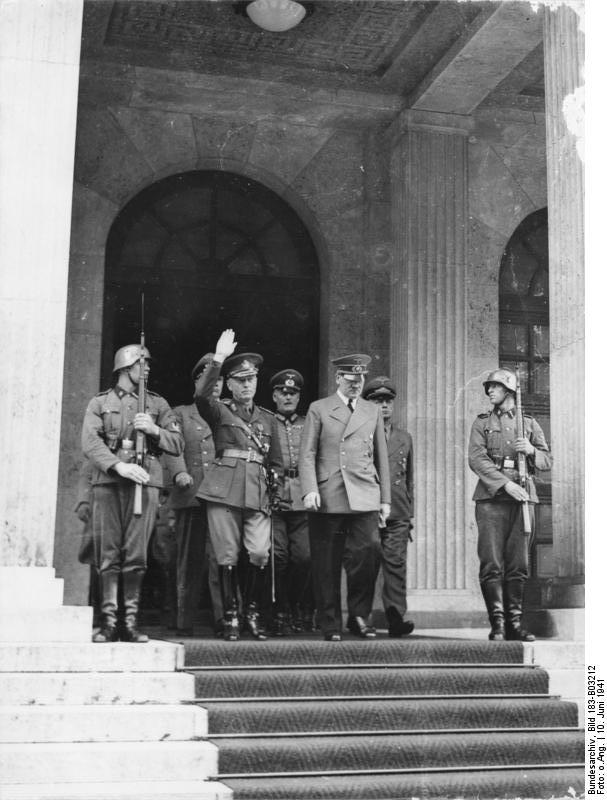 Bundesarchiv, Bild 183-B03212
Foto: o.Ang. | 10. Juni 1941